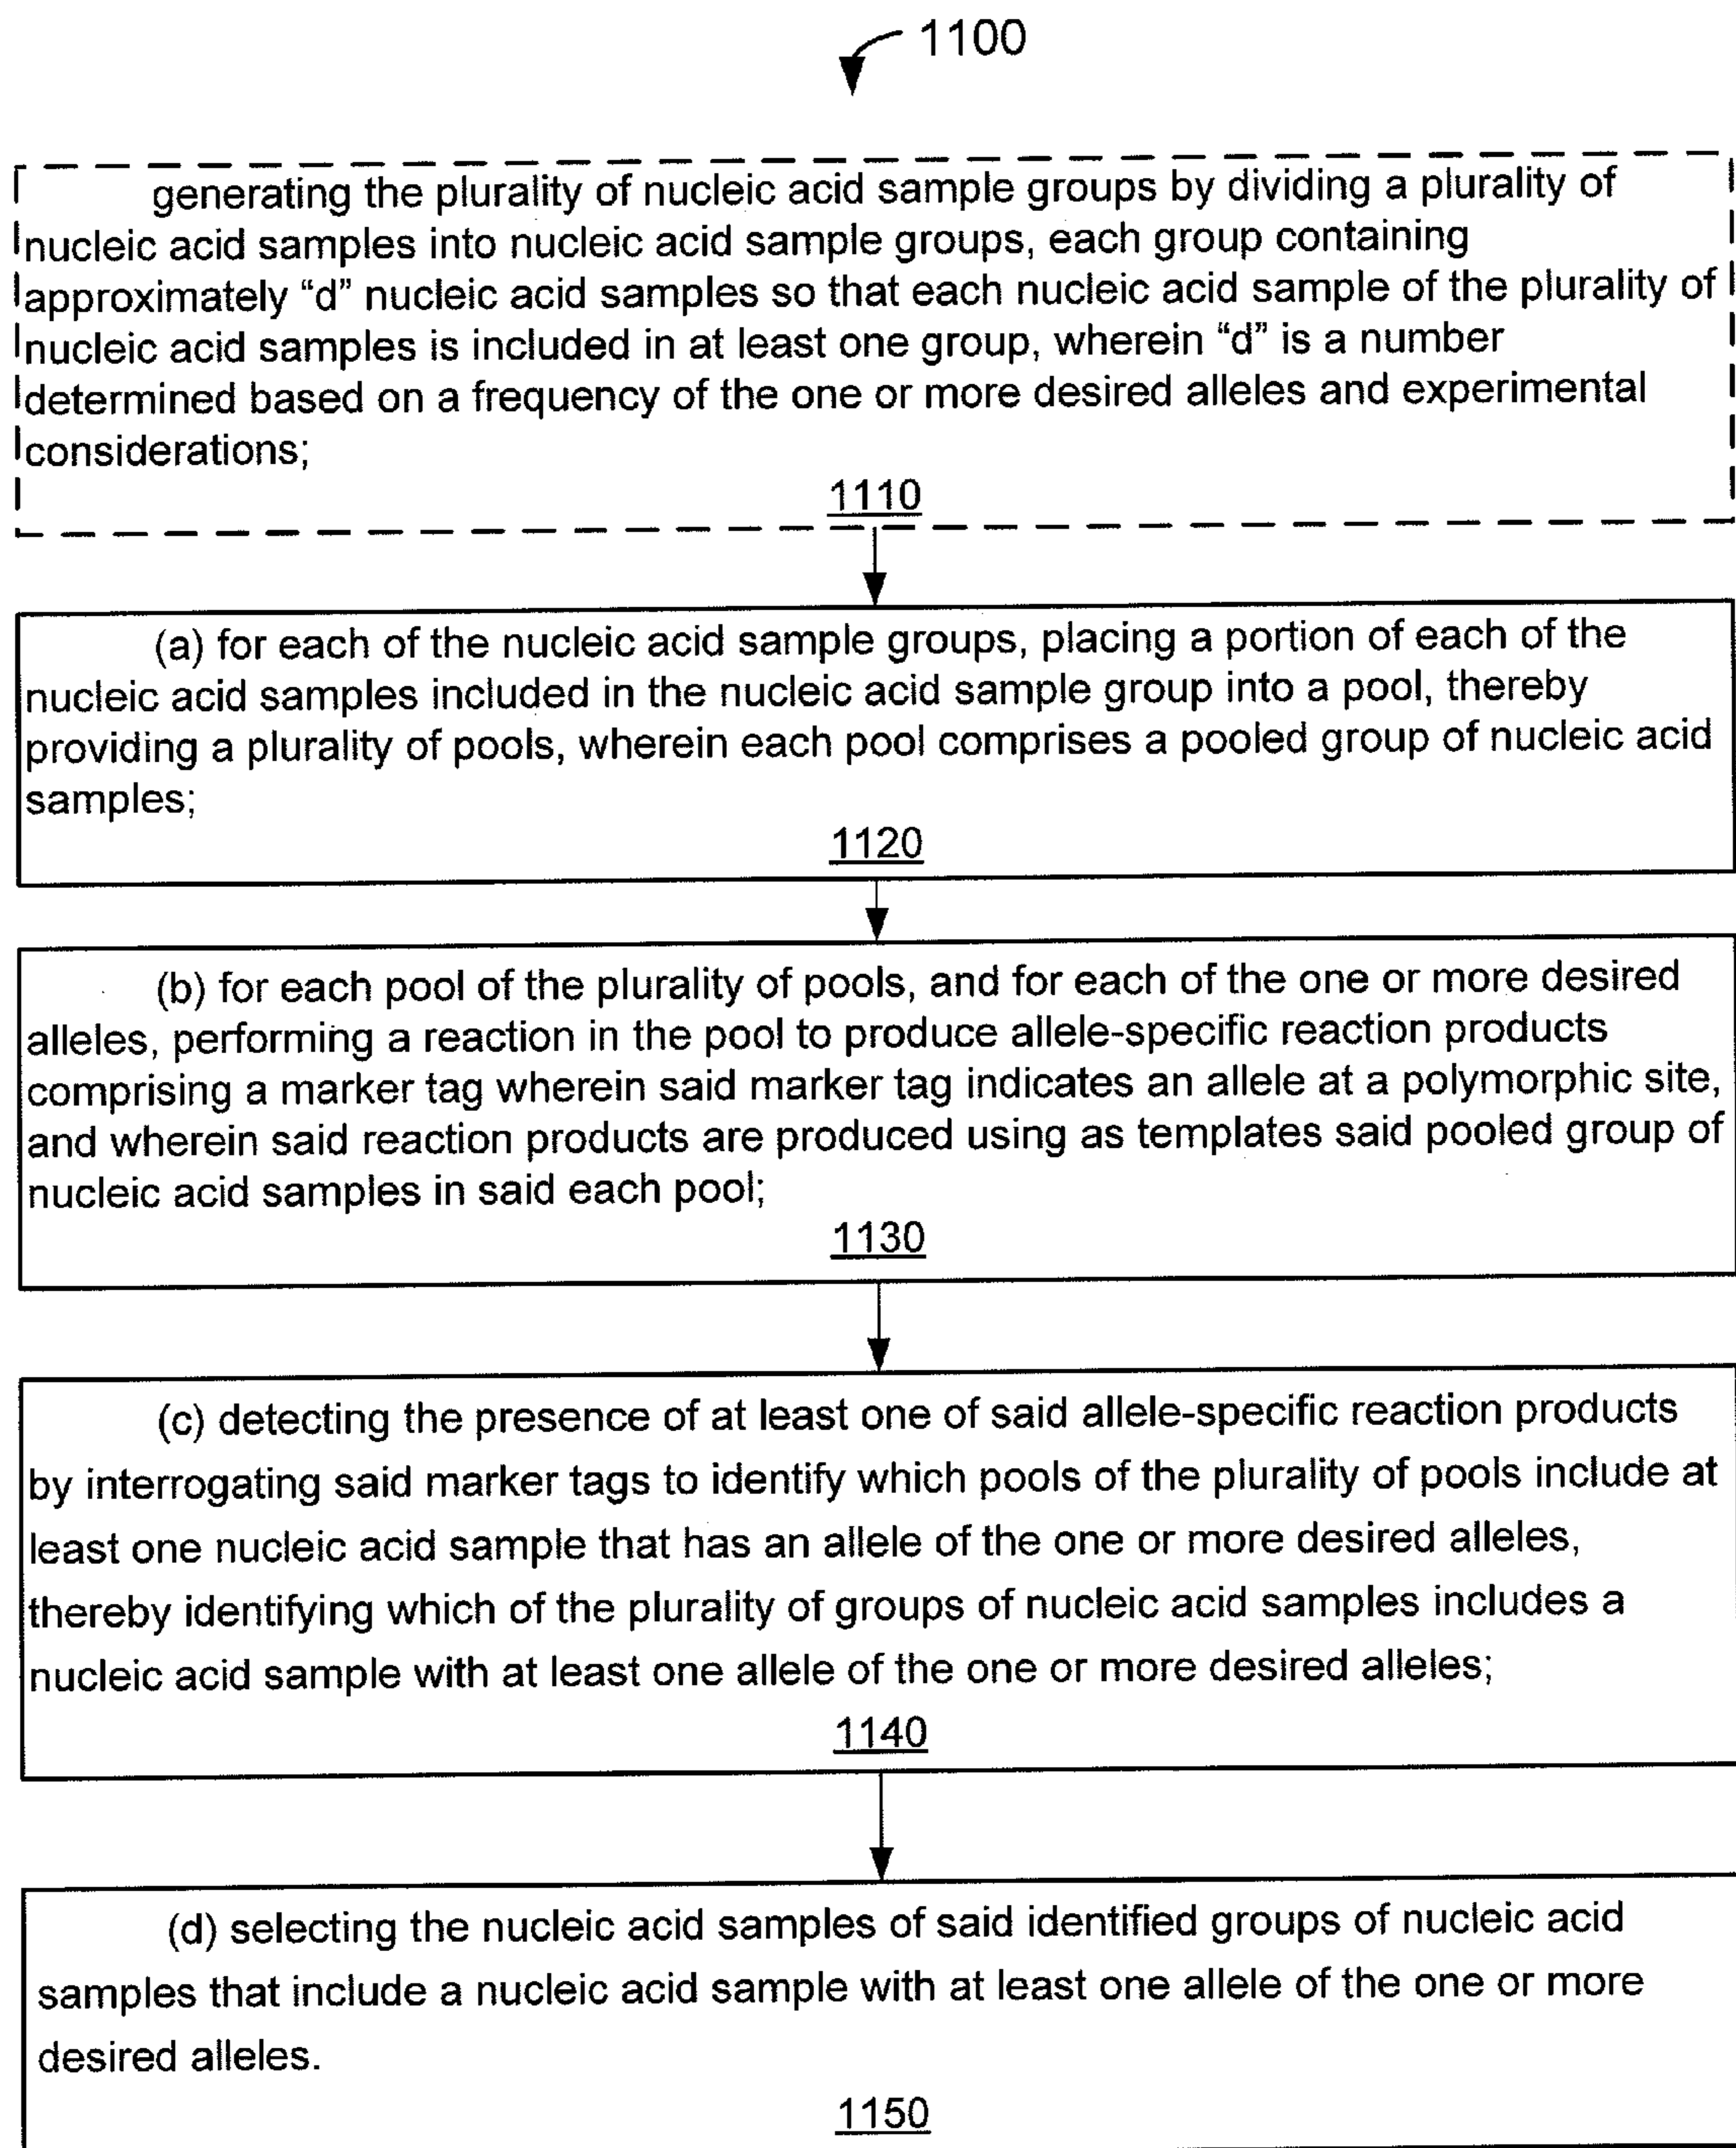 1100
generating the plurality of nucleic acid sample groups by dividing a plurality of
nucleic acid samples into nucleic acid sample groups, each group containing
approximately “d” nucleic acid samples so that each nucleic acid sample of the plurality of
nucleic acid samples is included in at least one group, wherein “d” is a number
determined based on a frequency of the one or more desired alleles and experimental
considerations;
1110
(a) for each of the nucleic acid sample groups, placing a portion of each of the
nucleic acid samples included in the nucleic acid sample group into a pool, thereby
providing a plurality of pools, wherein each pool comprises a pooled group of nucleic acid
samples;
1120
(b) for each pool of the plurality of pools, and for each of the one or more desired
alleles, performing a reaction in the pool to produce allele-specific reaction products
comprising a marker tag wherein said marker tag indicates an allele at a polymorphic site,
and wherein said reaction products are produced using as templates said pooled group of
nucleic acid samples in said each pool;
1130
(c) detecting the presence of at least one of said allele-specific reaction products
by interrogating said marker tags to identify which pools of the plurality of pools include at
least one nucleic acid sample that has an allele of the one or more desired alleles,
thereby identifying which of the plurality of groups of nucleic acid samples includes a
nucleic acid sample with at least one allele of the one or more desired alleles;
1140
(d) selecting the nucleic acid samples of said identified groups of nucleic acid
samples that include a nucleic acid sample with at least one allele of the one or more
desired alleles.
1150